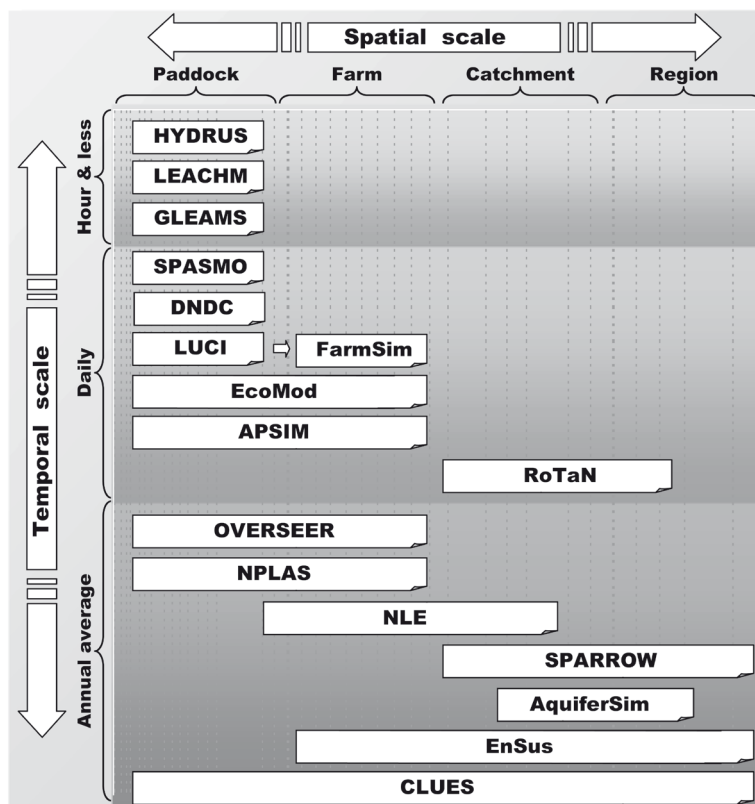 Spatial scale
Paddock Farm Catchment Region
Temporal scale
Hour & less
HYDRUS
LEACHM
GLEAMS
Daily
SPASMO
DNDC
LUCI FarmSim
EcoMod
APSIM
RoTaN
Annual average
OVERSEER
NPLAS
NLE
SPARROW
AquiferSim
EnSus
CLUES